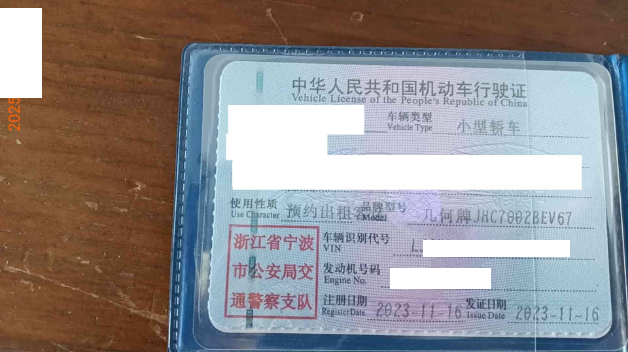 2025
中华人民共和国机动车行驶证
Vehicle License of the People's Republic of China
车辆类型 小型轿车
Vehicle Type
使用性质 预约出租 品牌型号 几何牌JHC7002BEV67
Use Character Model
浙江省宁波 车辆识别代号 L
VIN
市公安局交 发动机号码
Engine No.
通警察支队 注册日期 2023-11-16 发证日期 2023-11-16
Register Date Issue Date